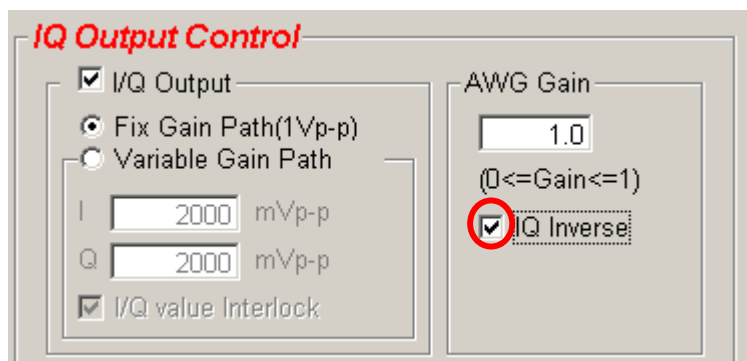 IQ Output Control
I/Q Output
Fix Gain Path(1Vp-p)
Variable Gain Path
I 2000 mVp-p
Q 2000 mVp-p
I/Q value Interlock
AWG Gain
1.0
(0<=Gain<=1)
IQ Inverse